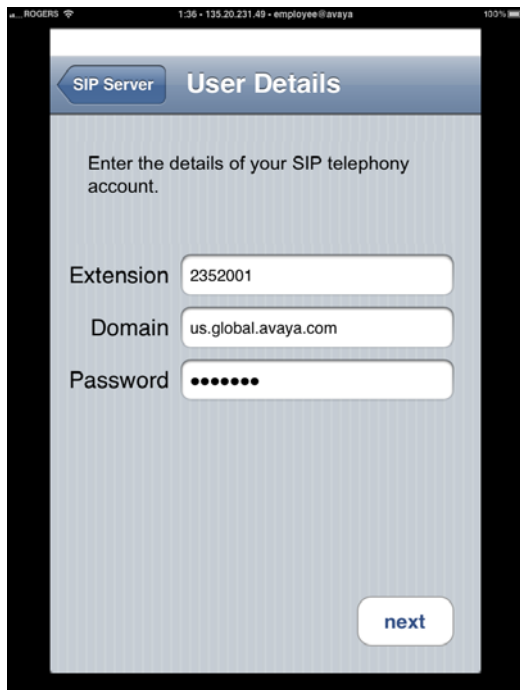 ROGERS 1:36 - 135.20.231.49 - employee@avaya 100%
SIP Server User Details
Enter the details of your SIP telephony
account.
Extension 2352001
Domain us.global.avaya.com
Password •••••••
next